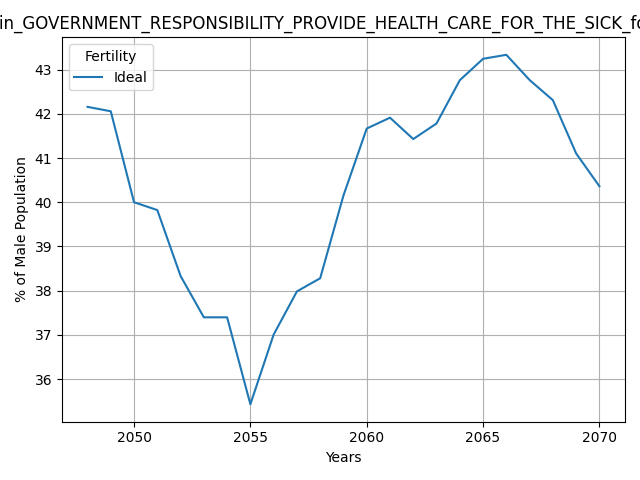 in_GOVERNMENT_RESPONSIBILITY_PROVIDE_HEALTH_CARE_FOR_THE_SICK_fo
Fertility
Ideal
43
42
41
40
39
38
37
36
% of Male Population
2050 2055 2060 2065 2070
Years